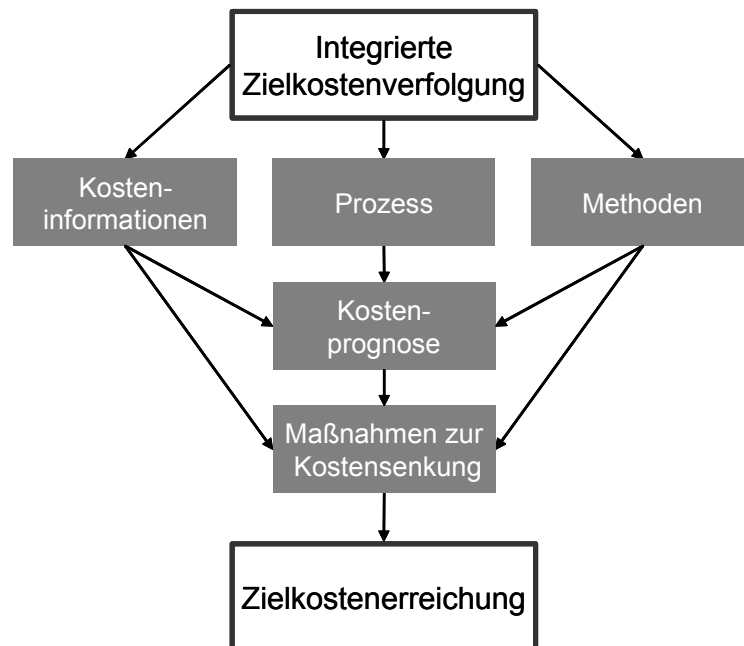 Integrierte
Zielkostenverfolgung
Kosten-
informationen
Prozess
Methoden
Kosten-
prognose
Maßnahmen zur
Kostensenkung
Zielkostenerreichung